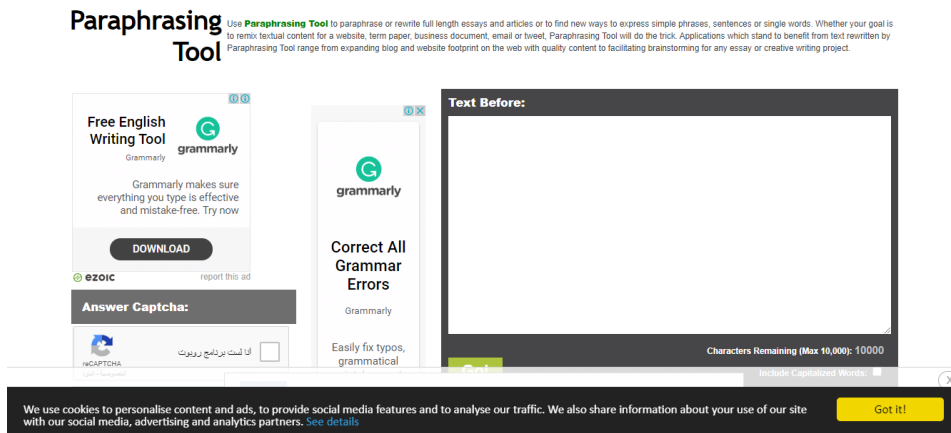 Paraphrasing
Tool
Use Paraphrasing Tool to paraphrase or rewrite full length essays and articles or to find new ways to express simple phrases, sentences or single words. Whether your goal is
to remix textual content for a website, term paper, business document, email or tweet, Paraphrasing Tool will do the trick. Applications which stand to benefit from text rewritten by
Paraphrasing Tool range from expanding blog and website footprint on the web with quality content to facilitating brainstorming for any essay or creative writing project.
Free English
Writing Tool
Grammarly
grammarly
Grammarly makes sure
everything you type is effective
and mistake-free. Try now
DOWNLOAD
ezoic
report this ad
Answer Captcha:
أنا لست برنامج روبوت
reCAPTCHA
grammarly
Correct All
Grammar
Errors
Grammarly
Easily fix typos,
grammatical
Text Before:
Characters Remaining (Max 10,000): 10000
Go!
Include Capitalized Words:
We use cookies to personalise content and ads, to provide social media features and to analyse our traffic. We also share information about your use of our site
with our social media, advertising and analytics partners. See details
Got it!